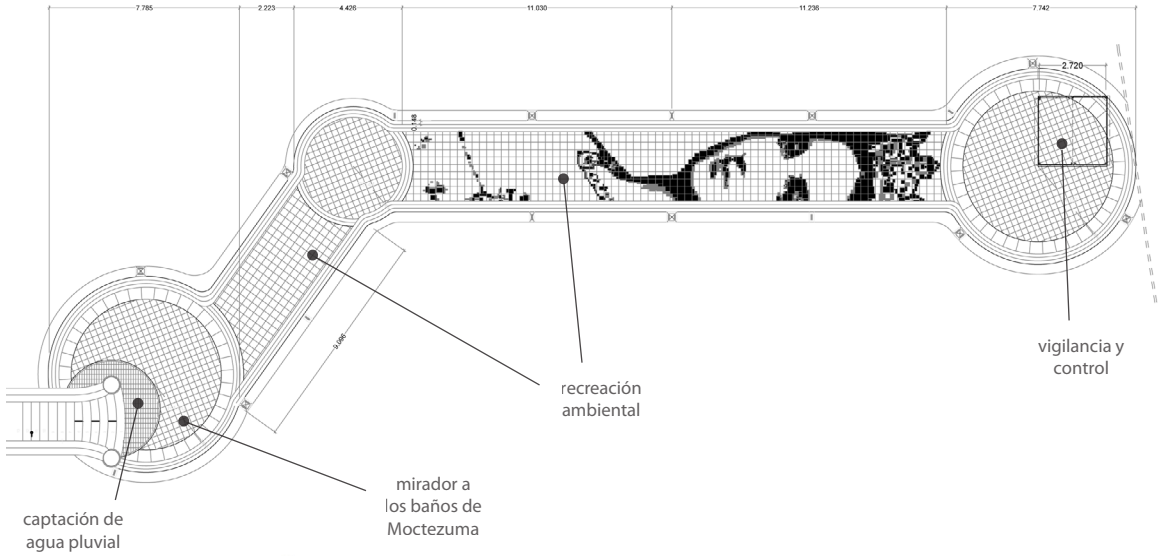 7.785
2.223
4.426
11.030
11.236
7.742
2.720
0.148
9.096
vigilancia y
control
recreación
ambiental
mirador a
los baños de
Moctezuma
captación de
agua pluvial